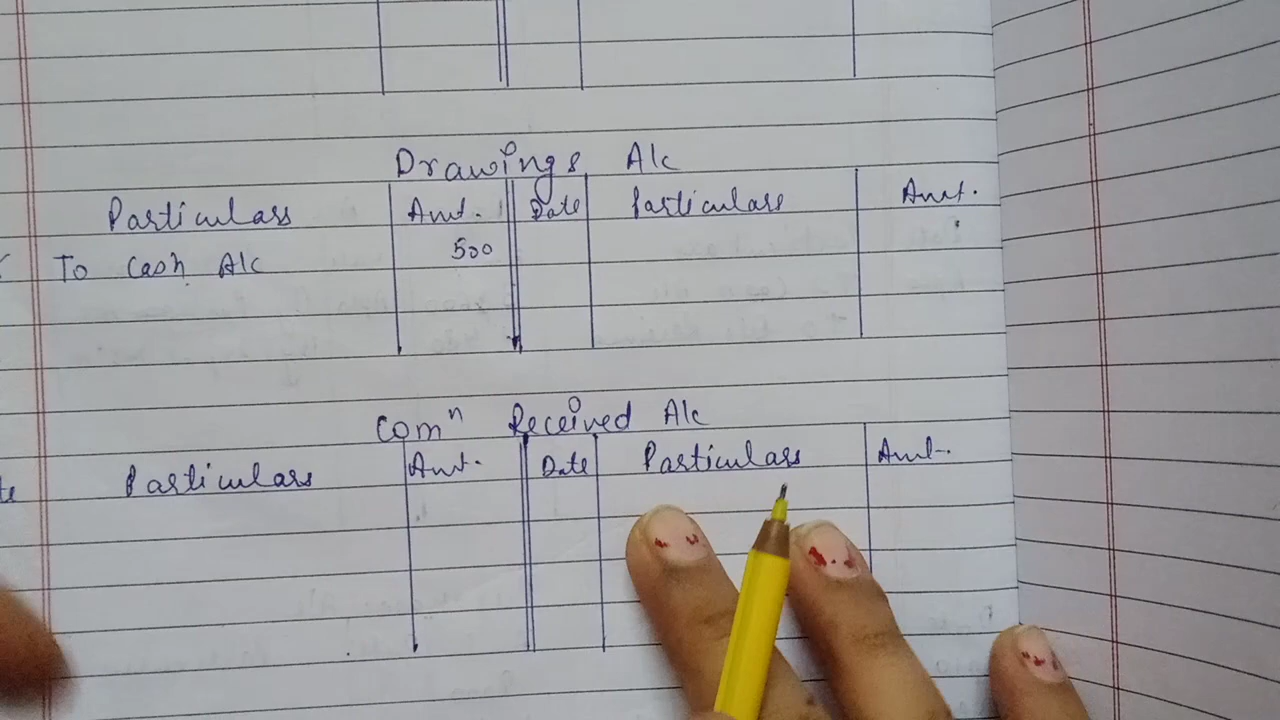 Drawings A/c
Particulars Amt. Date Particulars Amt.
To Cash A/c 500
Comⁿ Received A/c
Particulars Amt. Date Particulars Amt.